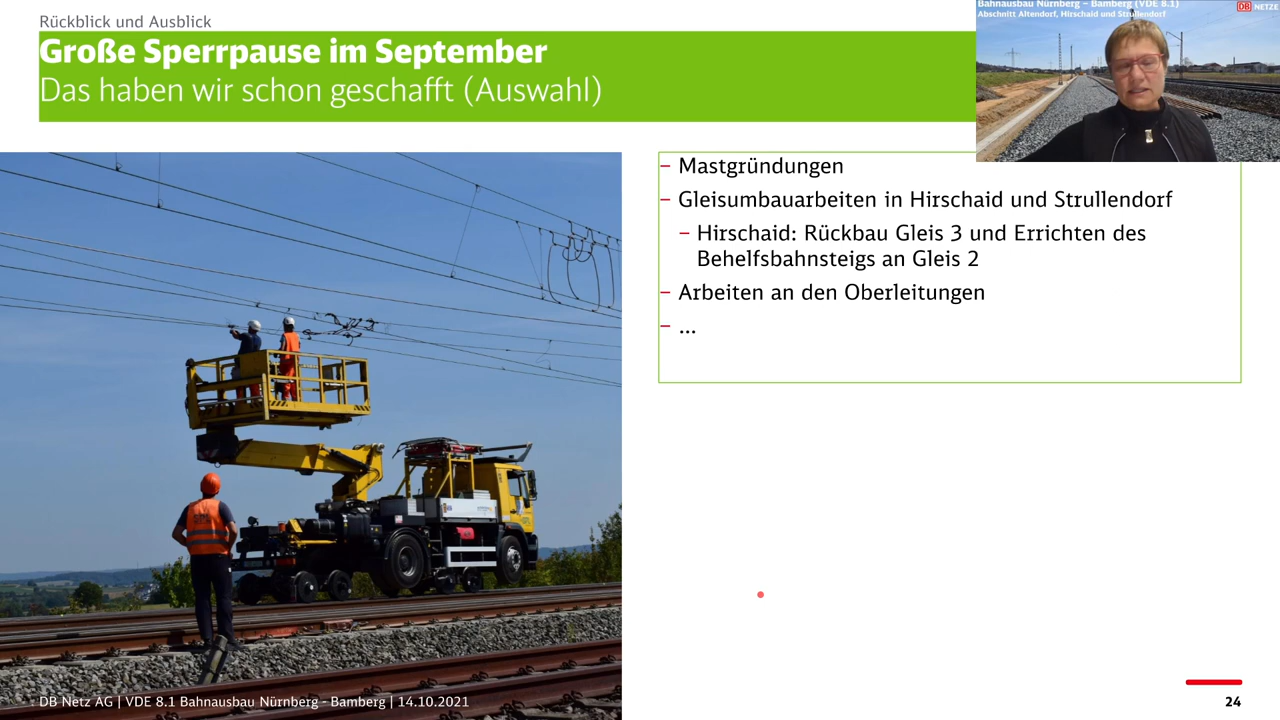 Rückblick und Ausblick
Große Sperrpause im September
Das haben wir schon geschafft (Auswahl)
Bahnausbau Nürnberg – Bamberg (VDE 8.1)
Abschnitt Altendorf, Hirschaid und Strullendorf
DB NETZE
– Mastgründungen
– Gleisumbauarbeiten in Hirschaid und Strullendorf
– Hirschaid: Rückbau Gleis 3 und Errichten des
Behelfsbahnsteigs an Gleis 2
– Arbeiten an den Oberleitungen
– ...
DB Netz AG | VDE 8.1 Bahnausbau Nürnberg - Bamberg | 14.10.2021
24